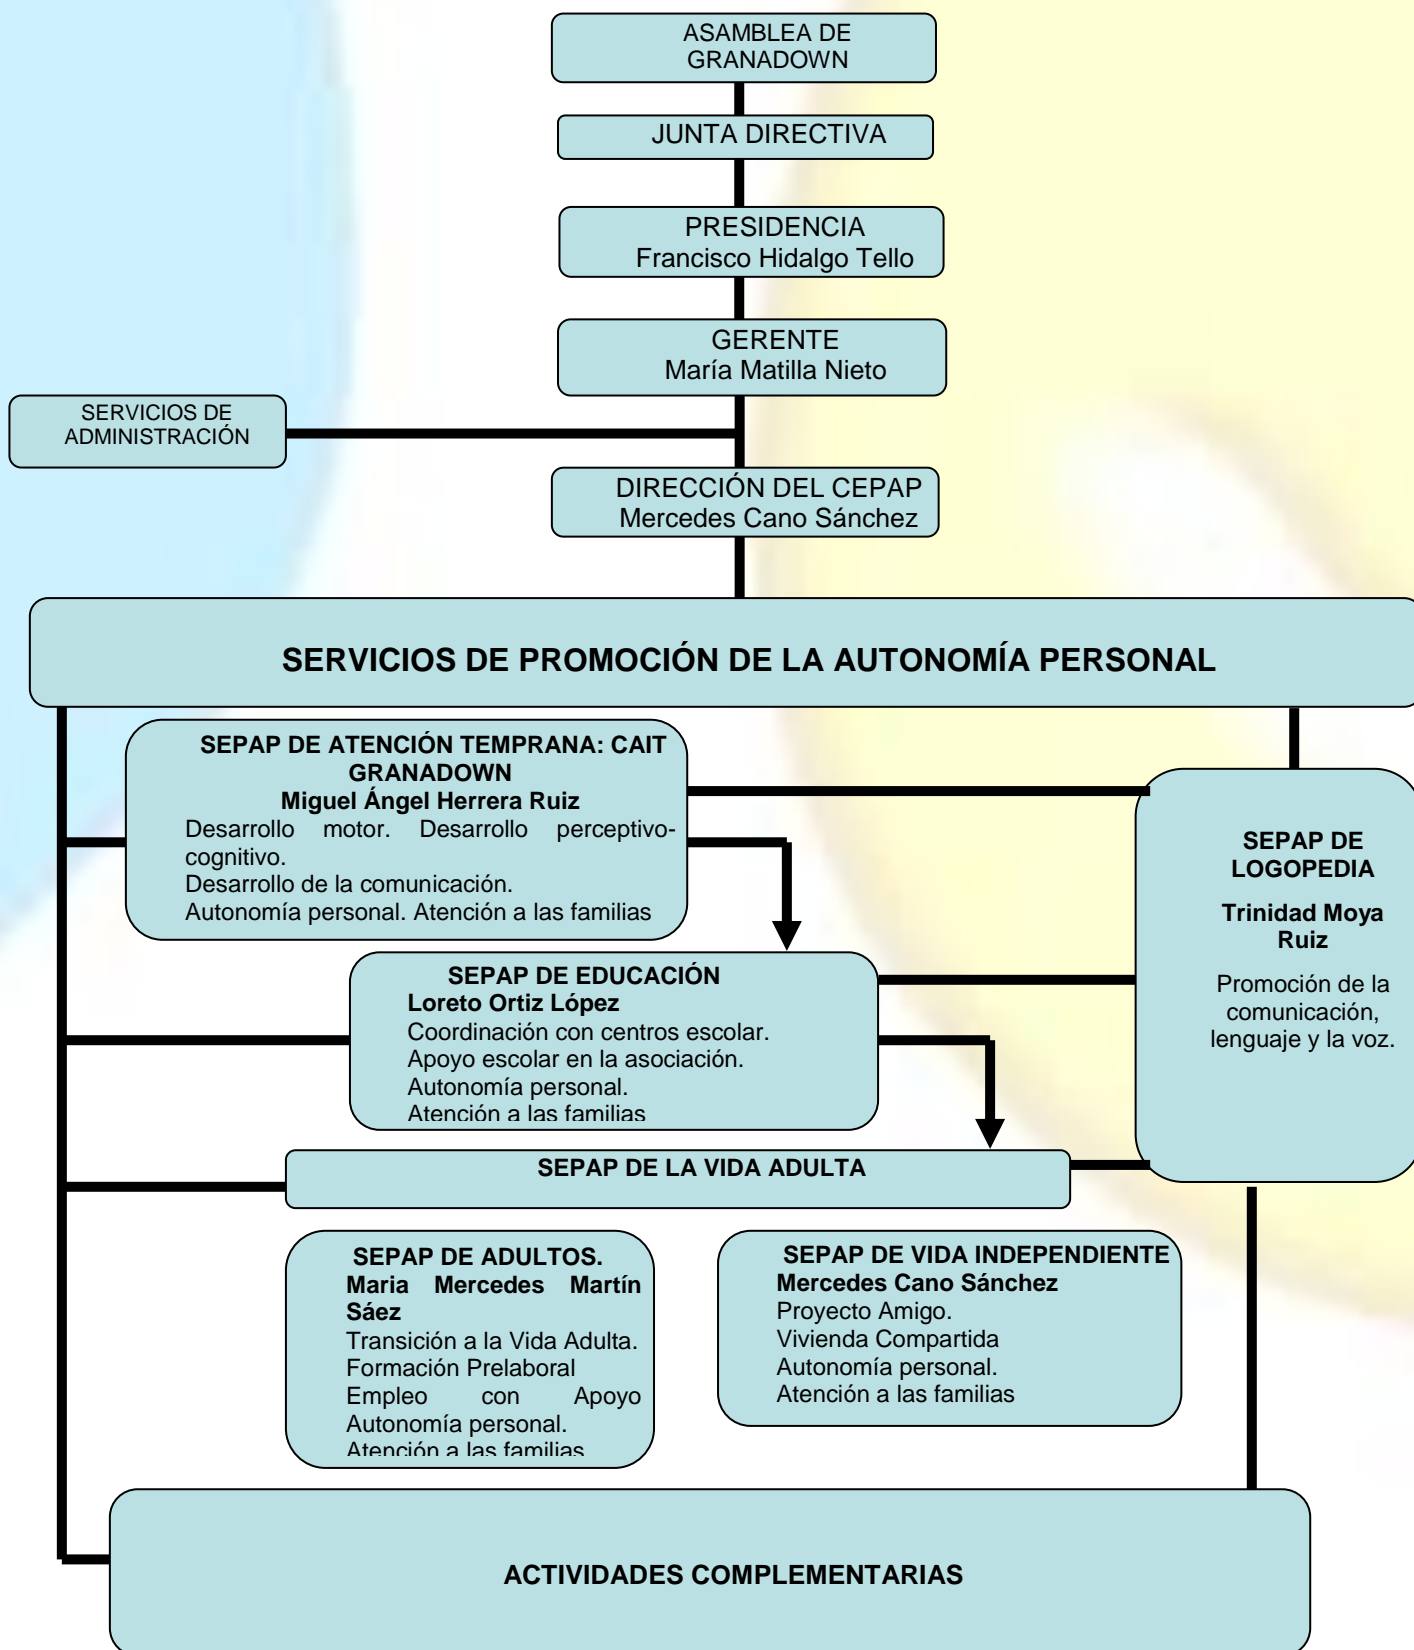 ASAMBLEA DE
GRANADOWN
JUNTA DIRECTIVA
PRESIDENCIA
Francisco Hidalgo Tello
GERENTE
María Matilla Nieto
SERVICIOS DE
ADMINISTRACIÓN
DIRECCIÓN DEL CEPAP
Mercedes Cano Sánchez
SERVICIOS DE PROMOCIÓN DE LA AUTONOMÍA PERSONAL
SEPAP DE ATENCIÓN TEMPRANA: CAIT
GRANADOWN
Miguel Ángel Herrera Ruiz
Desarrollo motor. Desarrollo perceptivo-
cognitivo.
Desarrollo de la comunicación.
Autonomía personal. Atención a las familias
SEPAP DE
LOGOPEDIA
Trinidad Moya
Ruiz
Promoción de la
comunicación,
lenguaje y la voz.
SEPAP DE EDUCACIÓN
Loreto Ortiz López
Coordinación con centros escolar.
Apoyo escolar en la asociación.
Autonomía personal.
Atención a las familias
SEPAP DE LA VIDA ADULTA
SEPAP DE ADULTOS.
Maria Mercedes Martín
Sáez
Transición a la Vida Adulta.
Formación Prelaboral
Empleo con Apoyo
Autonomía personal.
Atención a las familias
SEPAP DE VIDA INDEPENDIENTE
Mercedes Cano Sánchez
Proyecto Amigo.
Vivienda Compartida
Autonomía personal.
Atención a las familias
ACTIVIDADES COMPLEMENTARIAS